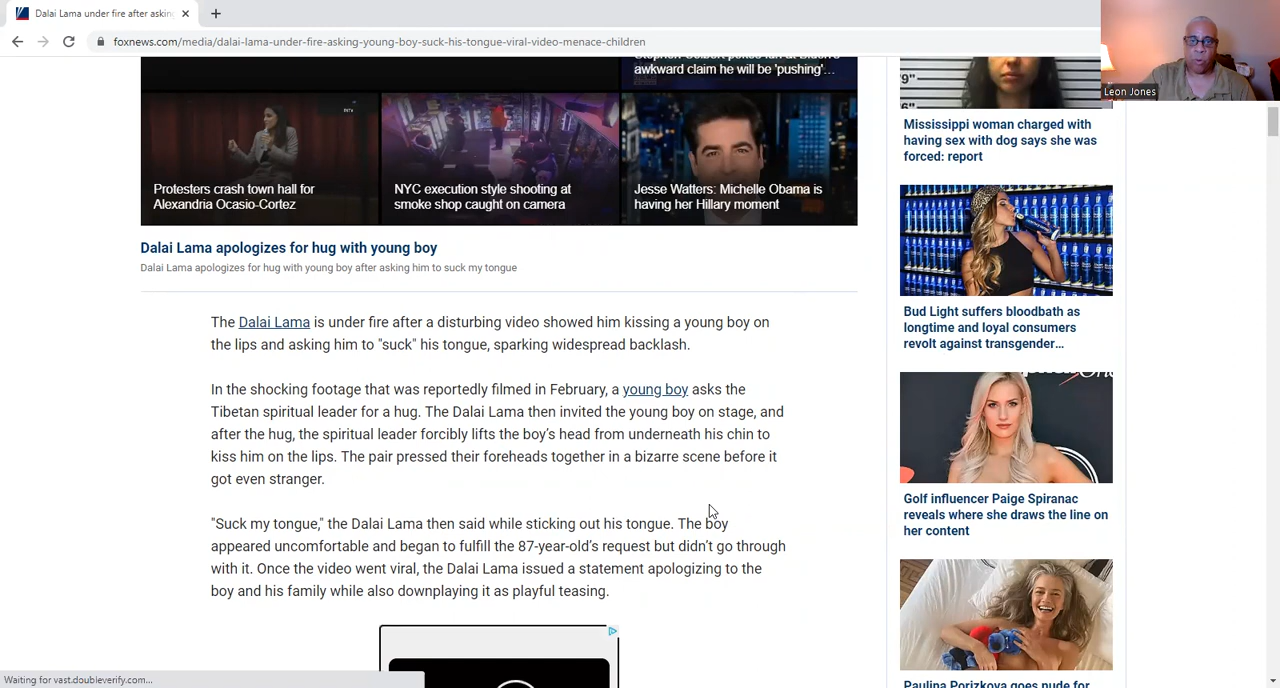 Dalai Lama under fire after asking
foxnews.com/media/dalai-lama-under-fire-asking-young-boy-suck-his-tongue-viral-video-menace-children
Leon Jones
awkward claim he will be 'pushing'...
Protesters crash town hall for
Alexandria Ocasio-Cortez
NYC execution style shooting at
smoke shop caught on camera
Jesse Watters: Michelle Obama is
having her Hillary moment
Dalai Lama apologizes for hug with young boy
Dalai Lama apologizes for hug with young boy after asking him to suck my tongue
The Dalai Lama is under fire after a disturbing video showed him kissing a young boy on
the lips and asking him to "suck" his tongue, sparking widespread backlash.
In the shocking footage that was reportedly filmed in February, a young boy asks the
Tibetan spiritual leader for a hug. The Dalai Lama then invited the young boy on stage, and
after the hug, the spiritual leader forcibly lifts the boy's head from underneath his chin to
kiss him on the lips. The pair pressed their foreheads together in a bizarre scene before it
got even stranger.
"Suck my tongue," the Dalai Lama then said while sticking out his tongue. The boy
appeared uncomfortable and began to fulfill the 87-year-old's request but didn't go through
with it. Once the video went viral, the Dalai Lama issued a statement apologizing to the
boy and his family while also downplaying it as playful teasing.
Mississippi woman charged with
having sex with dog says she was
forced: report
Bud Light suffers bloodbath as
longtime and loyal consumers
revolt against transgender...
Golf influencer Paige Spiranac
reveals where she draws the line on
her content
Paulina Porizkova goes nude for
Waiting for vast.doubleverify.com...